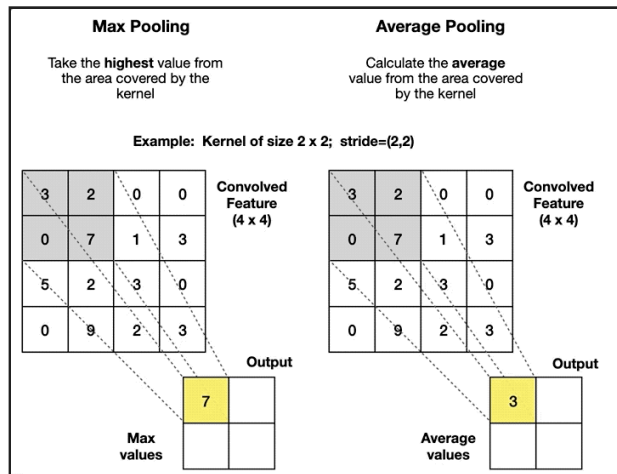 Max Pooling
Take the highest value from
the area covered by the
kernel
Average Pooling
Calculate the average
value from the area covered
by the kernel
Example: Kernel of size 2 x 2; stride=(2,2)
3 2 0 0
0 7 1 3
5 2 3 0
0 9 2 3
Convolved
Feature
(4 x 4)
Output
7
Max
values
3 2 0 0
0 7 1 3
5 2 3 0
0 9 2 3
Convolved
Feature
(4 x 4)
Output
3
Average
values